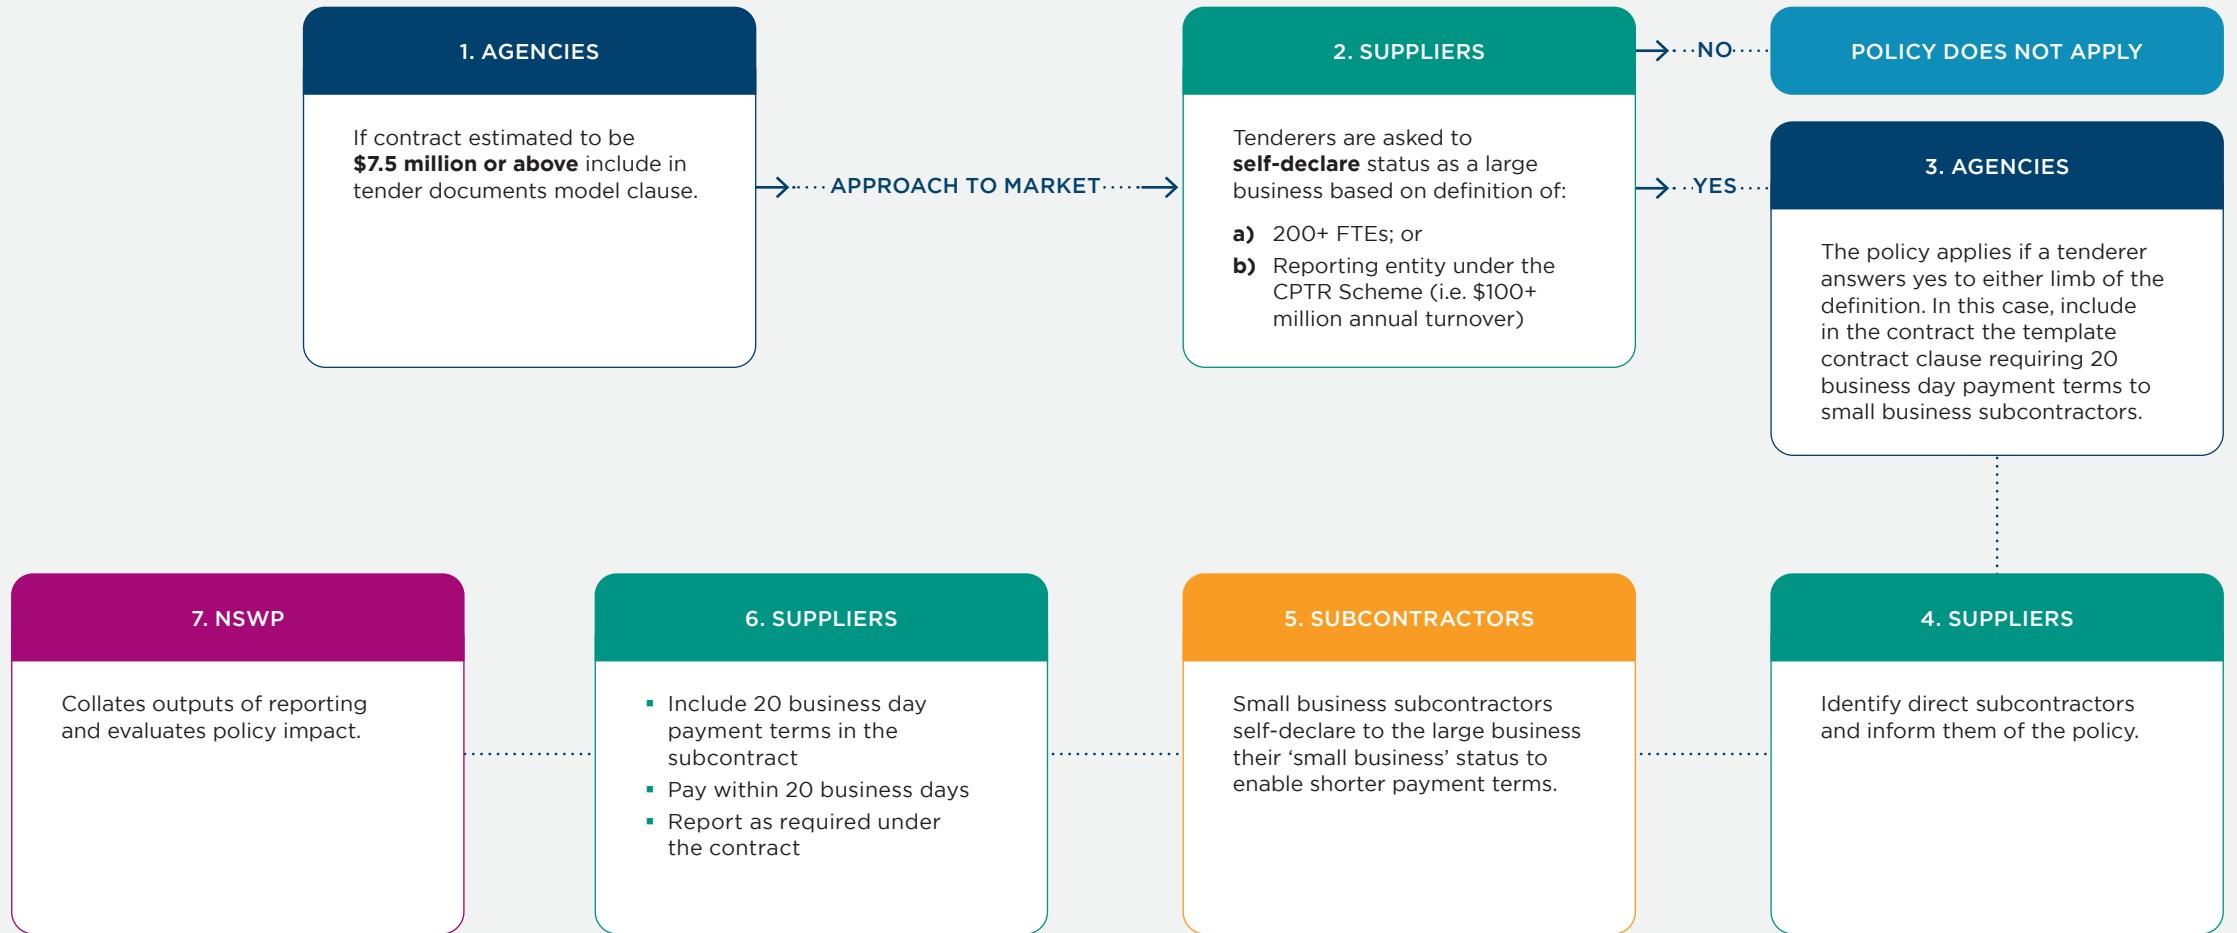 1. AGENCIES
If contract estimated to be
$7.5 million or above include in
tender documents model clause.
APPROACH TO MARKET
2. SUPPLIERS
Tenderers are asked to
self-declare status as a large
business based on definition of:
a) 200+ FTEs; or
b) Reporting entity under the
CPTR Scheme (i.e. $100+
million annual turnover)
NO
POLICY DOES NOT APPLY
YES
3. AGENCIES
The policy applies if a tenderer
answers yes to either limb of the
definition. In this case, include
in the contract the template
contract clause requiring 20
business day payment terms to
small business subcontractors.
4. SUPPLIERS
Identify direct subcontractors
and inform them of the policy.
5. SUBCONTRACTORS
Small business subcontractors
self-declare to the large business
their ‘small business’ status to
enable shorter payment terms.
6. SUPPLIERS
▪ Include 20 business day
payment terms in the
subcontract
▪ Pay within 20 business days
▪ Report as required under
the contract
7. NSWP
Collates outputs of reporting
and evaluates policy impact.